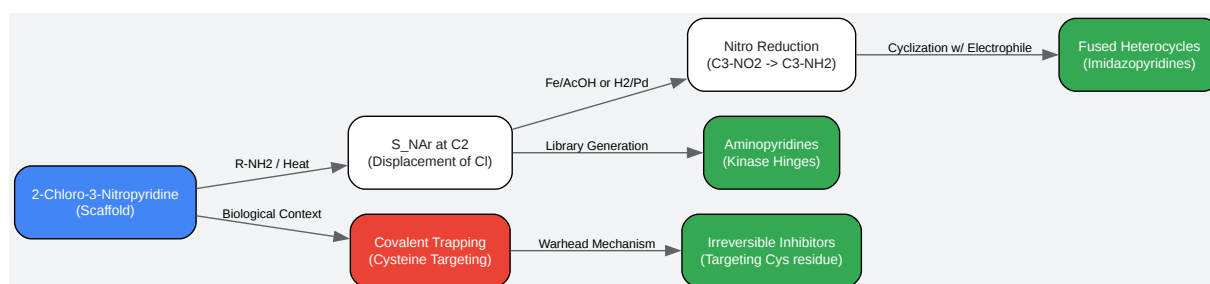 Nitro Reduction
(C3-NO2 -> C3-NH2)
Cyclization w/ Electrophile
Fused Heterocycles
(Imidazopyridines)
Fe/AcOH or H2/Pd
S_NAr at C2
(Displacement of Cl)
Library Generation
Aminopyridines
(Kinase Hinges)
R-NH2 / Heat
2-Chloro-3-Nitropyridine
(Scaffold)
Biological Context
Covalent Trapping
(Cysteine Targeting)
Warhead Mechanism
Irreversible Inhibitors
(Targeting Cys residue)